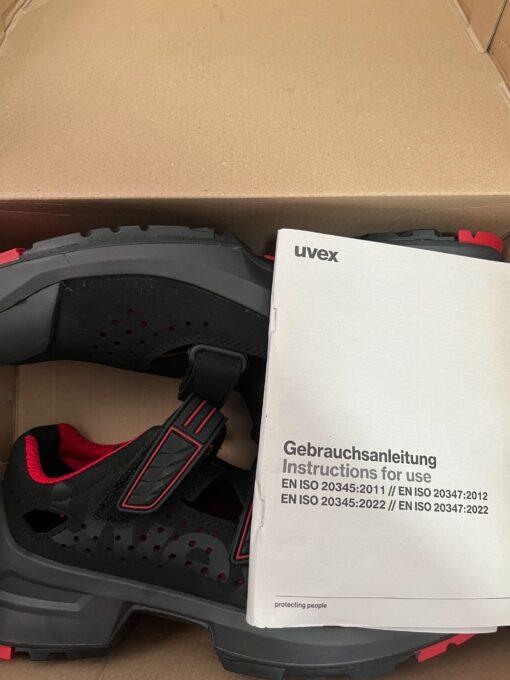 uvex
Gebrauchsanleitung
Instructions for use
EN ISO 20345:2011 // EN ISO 20347:2012
EN ISO 20345:2022 // EN ISO 20347:2022
protecting people
uvex